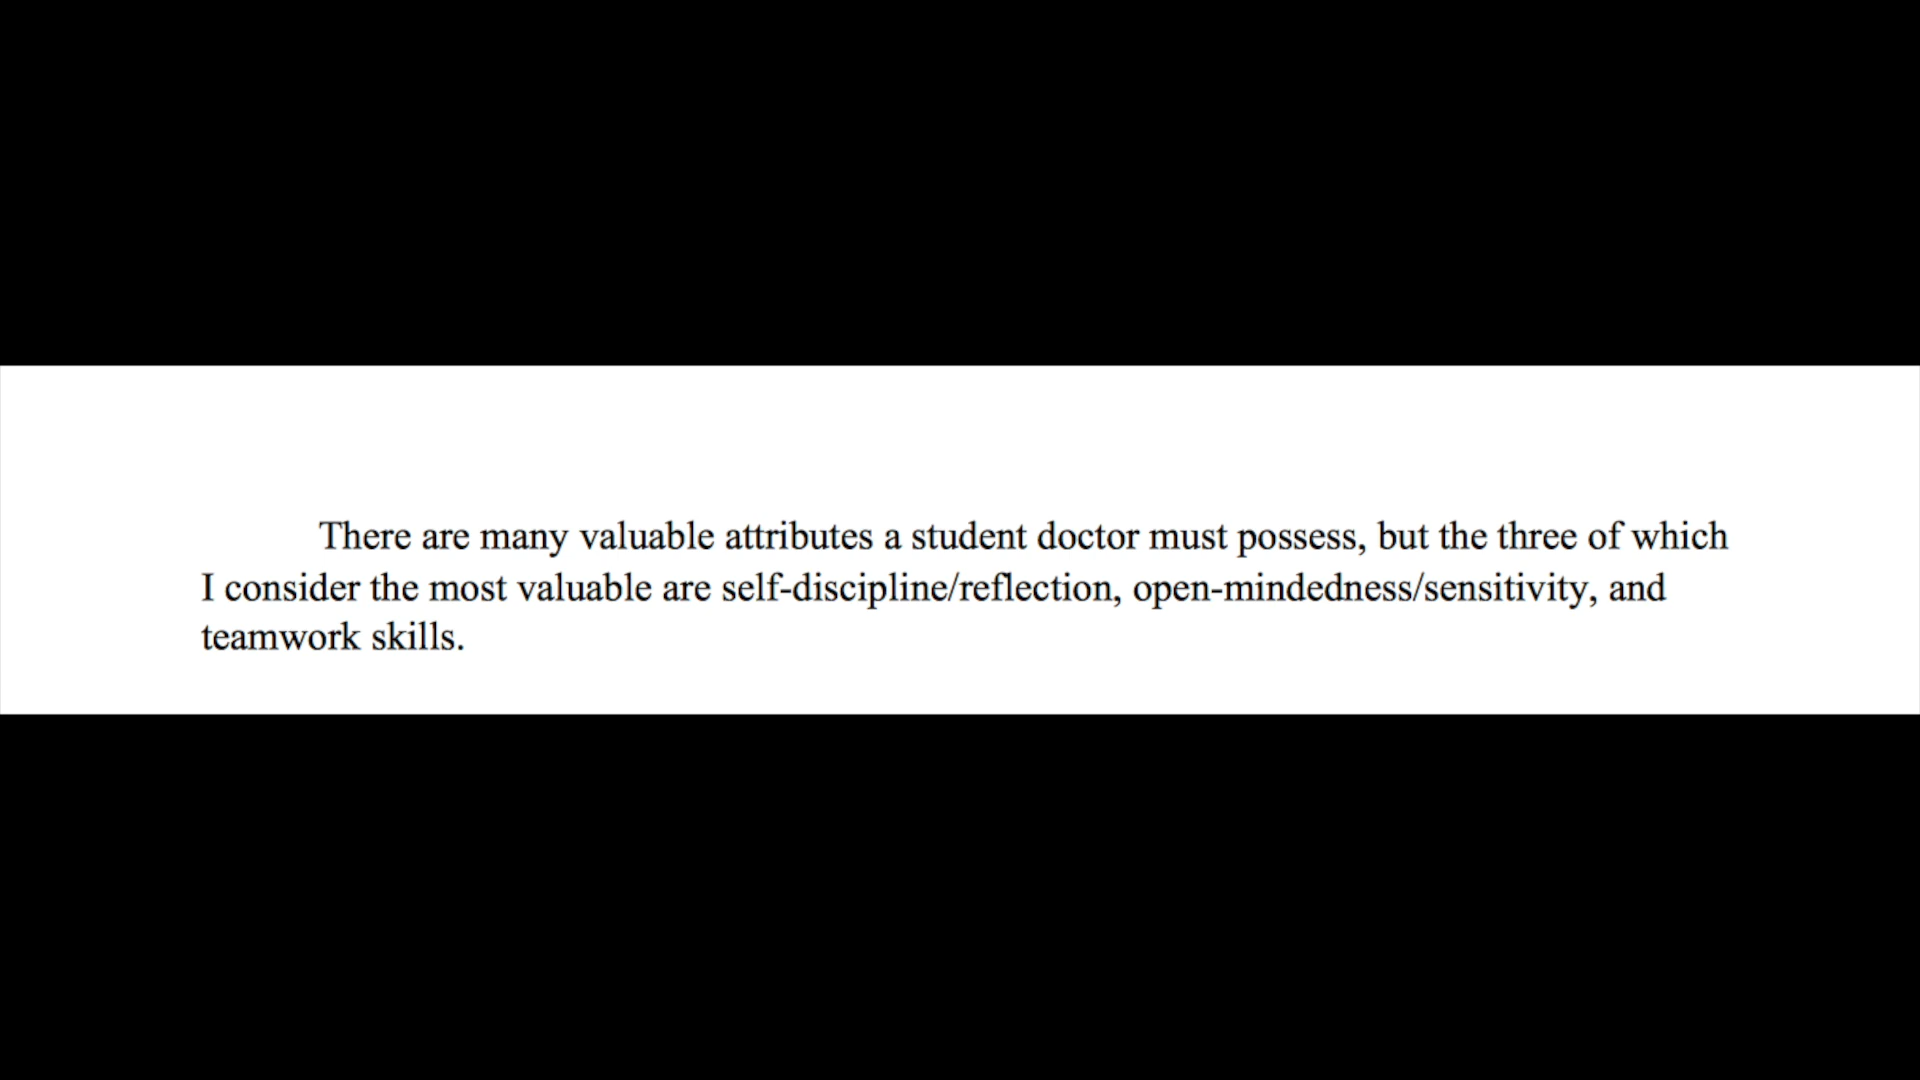 There are many valuable attributes a student doctor must possess, but the three of which
I consider the most valuable are self-discipline/reflection, open-mindedness/sensitivity, and
teamwork skills.